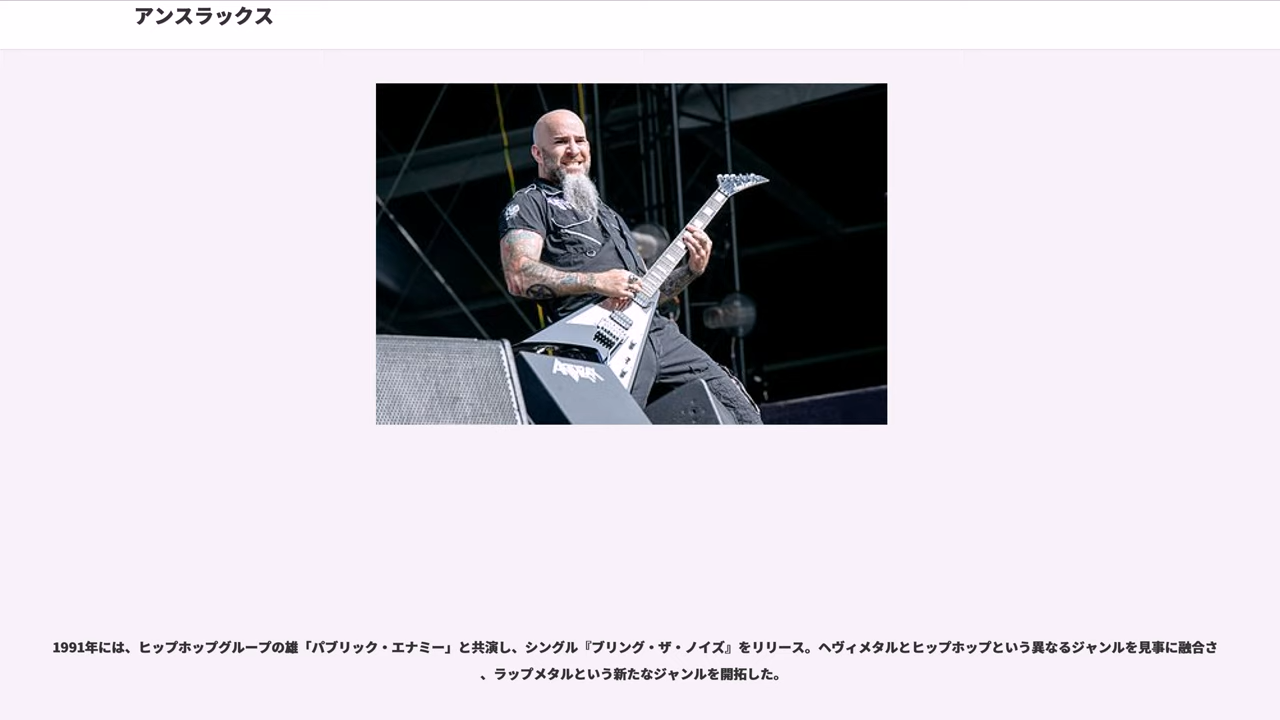 アンスラックス
ANTHRAX
1991年には、ヒップホップグループの雄「パブリック・エナミー」と共演し、シングル『ブリング・ザ・ノイズ』をリリース。ヘヴィメタルとヒップホップという異なるジャンルを見事に融合さ
、ラップメタルという新たなジャンルを開拓した。